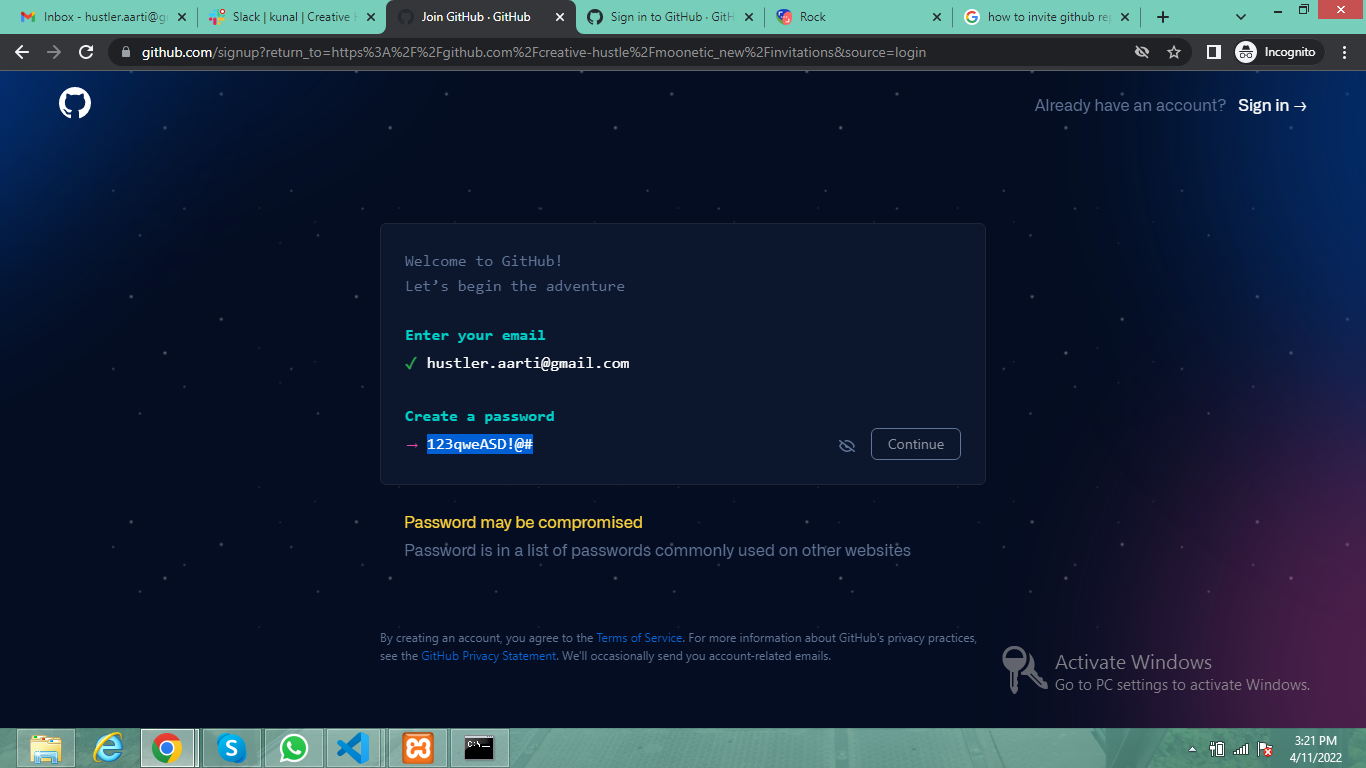 Inbox - hustler.aarti@g
Slack | kunal | Creative H
Join GitHub · GitHub
Sign in to GitHub · GitH
Rock
how to invite github rep
github.com/signup?return_to=https%3A%2F%2Fgithub.com%2Fcreative-hustle%2Fmoonetic_new%2Finvitations&source=login
Incognito
Already have an account? Sign in →
Welcome to GitHub!
Let’s begin the adventure
Enter your email
✓ hustler.aarti@gmail.com
Create a password
→ 123qweASD!@#
Continue
Password may be compromised
Password is in a list of passwords commonly used on other websites
By creating an account, you agree to the Terms of Service. For more information about GitHub's privacy practices,
see the GitHub Privacy Statement. We'll occasionally send you account-related emails.
Activate Windows
Go to PC settings to activate Windows.
C:\.
3:21 PM
4/11/2022